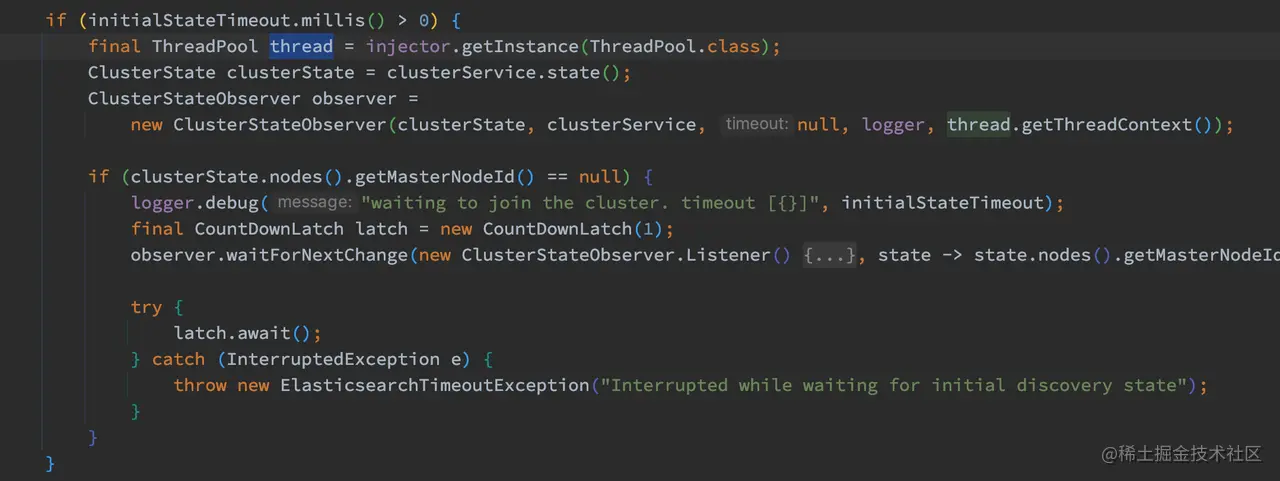 if (initialStateTimeout.millis() > 0) {
final ThreadPool thread = injector.getInstance(ThreadPool.class);
ClusterState clusterState = clusterService.state();
ClusterStateObserver observer =
new ClusterStateObserver(clusterState, clusterService, timeout: null, logger, thread.getThreadContext());
if (clusterState.nodes().getMasterNodeId() == null) {
logger.debug( message: "waiting to join the cluster. timeout [{}]", initialStateTimeout);
final CountDownLatch latch = new CountDownLatch(1);
observer.waitForNextChange(new ClusterStateObserver.Listener() {...}, state -> state.nodes().getMasterNodeId
try {
latch.await();
} catch (InterruptedException e) {
throw new ElasticsearchTimeoutException("Interrupted while waiting for initial discovery state");
}
}
}
@稀土掘金技术社区